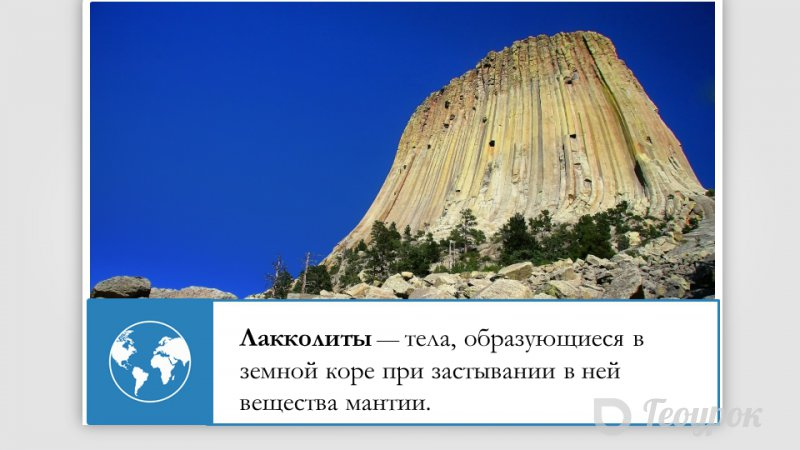 Лакколиты — тела, образующиеся в
земной коре при застывании в ней
вещества мантии.
Геоурок